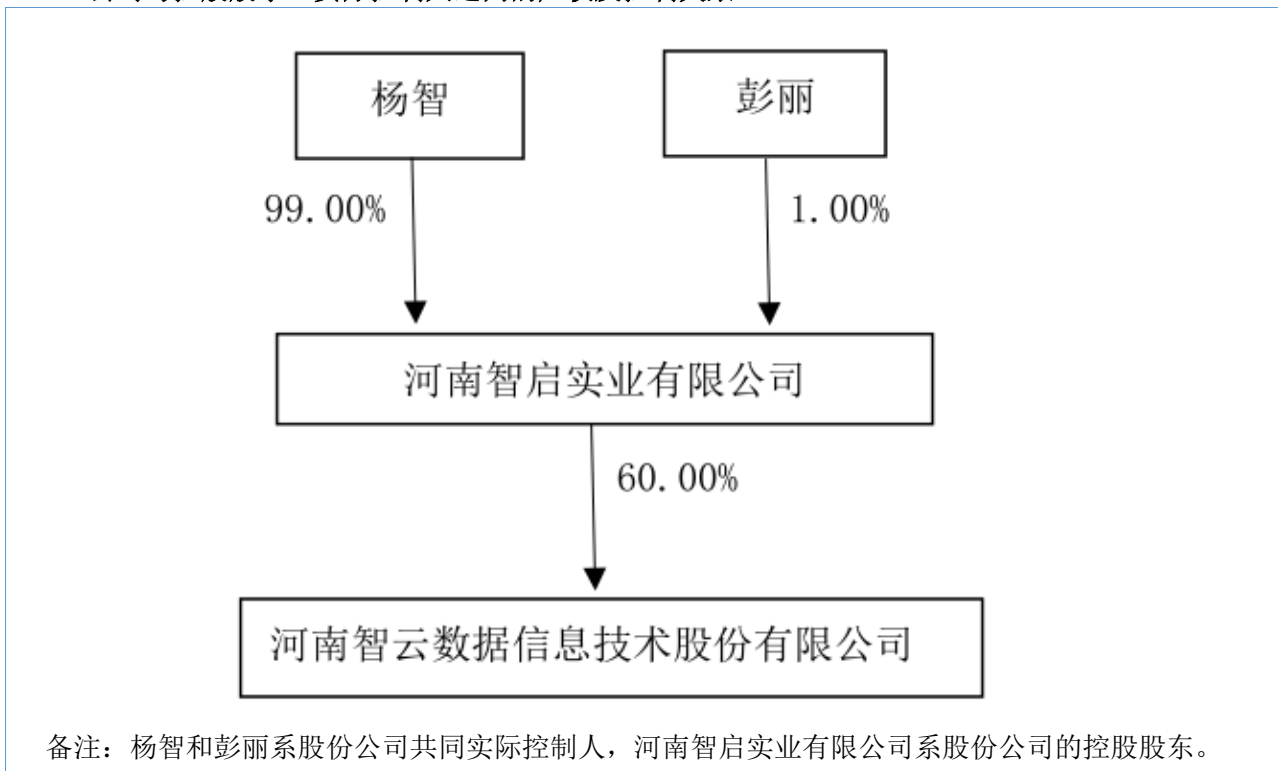 杨智
彭丽
99.00%
1.00%
河南智启实业有限公司
60.00%
河南智云数据信息技术股份有限公司
备注：杨智和彭丽系股份公司共同实际控制人，河南智启实业有限公司系股份公司的控股股东。